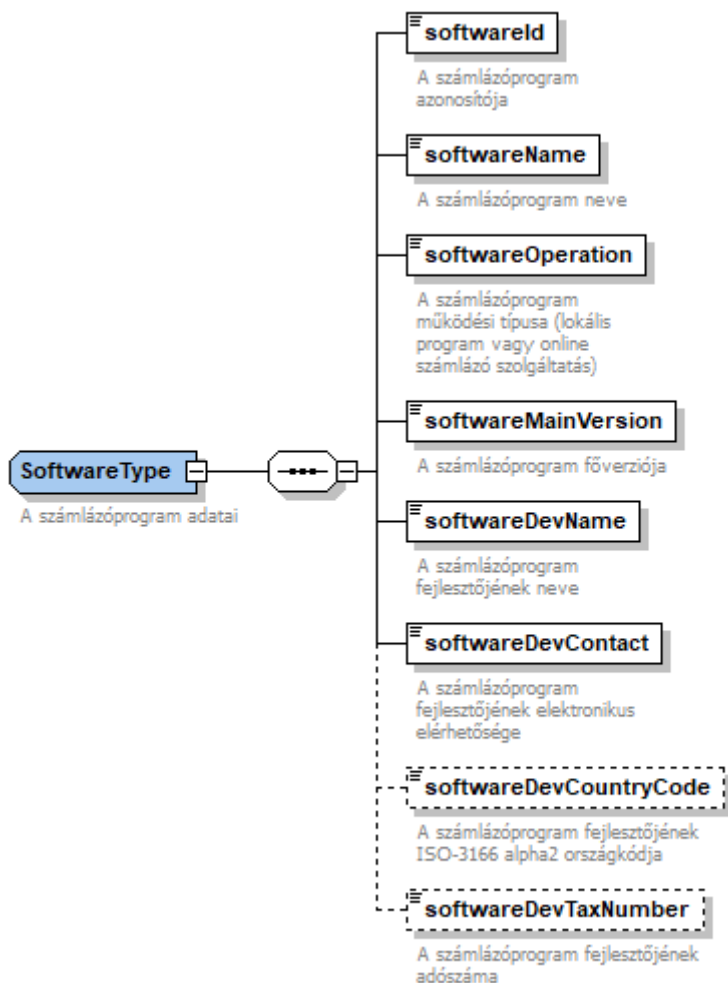 softwareId
A számlázóprogram
azonosítója
softwareName
A számlázóprogram neve
softwareOperation
A számlázóprogram
működési típusa (lokális
program vagy online
számlázó szolgáltatás)
softwareMainVersion
A számlázóprogram főverziója
SoftwareType
A számlázóprogram adatai
softwareDevName
A számlázóprogram
fejlesztőjének neve
softwareDevContact
A számlázóprogram
fejlesztőjének elektronikus
elérhetősége
softwareDevCountryCode
A számlázóprogram fejlesztőjének
ISO-3166 alpha2 országkódja
softwareDevTaxNumber
A számlázóprogram fejlesztőjének
adószáma